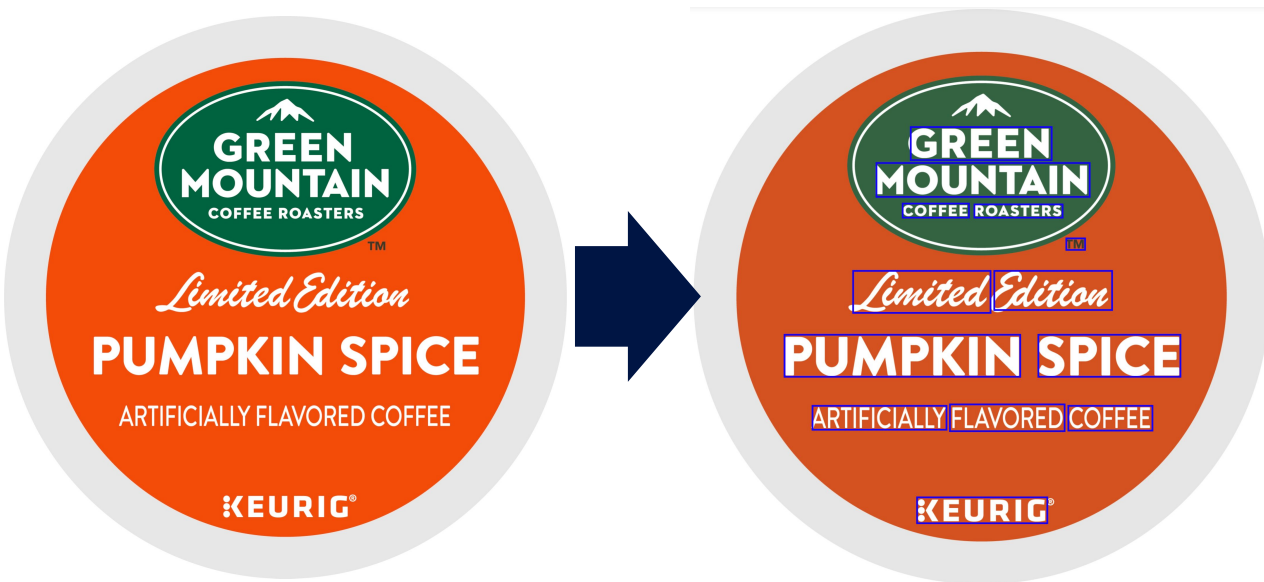 GREEN
MOUNTAIN
COFFEE ROASTERS
TM
Limited Edition
PUMPKIN SPICE
ARTIFICIALLY FLAVORED COFFEE
KEURIG®
GREEN
MOUNTAIN
COFFEE ROASTERS
TM
Limited Edition
PUMPKIN SPICE
ARTIFICIALLY FLAVORED COFFEE
KEURIG®